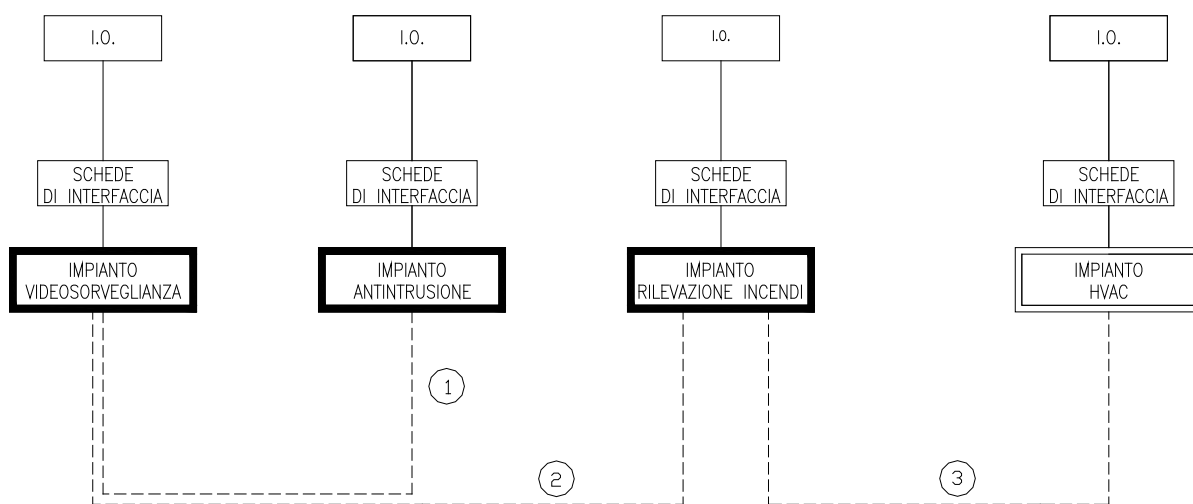 I.O.
I.O.
I.O.
I.O.
SCHEDE
DI INTERFACCIA
SCHEDE
DI INTERFACCIA
SCHEDE
DI INTERFACCIA
SCHEDE
DI INTERFACCIA
IMPIANTO
VIDEOSORVEGLIANZA
IMPIANTO
ANTINTRUSIONE
IMPIANTO
RILEVAZIONE INCENDI
IMPIANTO
HVAC
1
2
3